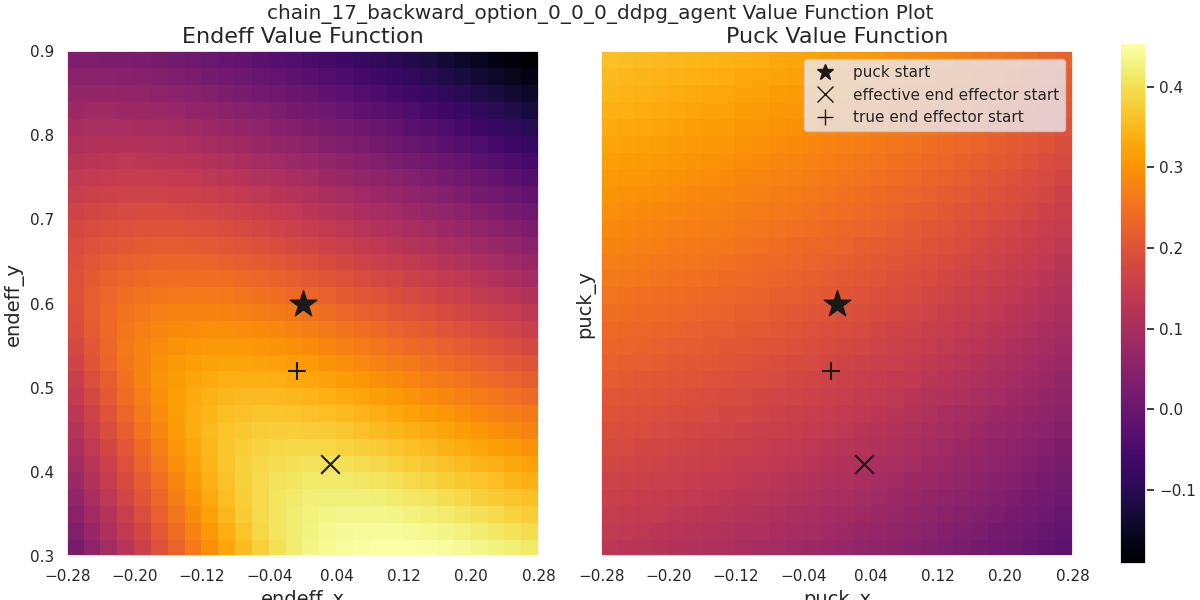 chain_17_backward_option_0_0_0_ddpg_agent Value Function Plot
Endeff Value Function
Puck Value Function
puck start
effective end effector start
true end effector start
0.9
0.8
0.7
0.6
0.5
0.4
0.3
endeff_y
−0.28 −0.20 −0.12 −0.04 0.04 0.12 0.20 0.28
endeff_x
puck_y
−0.28 −0.20 −0.12 −0.04 0.04 0.12 0.20 0.28
puck_x
0.4
0.3
0.2
0.1
0.0
−0.1